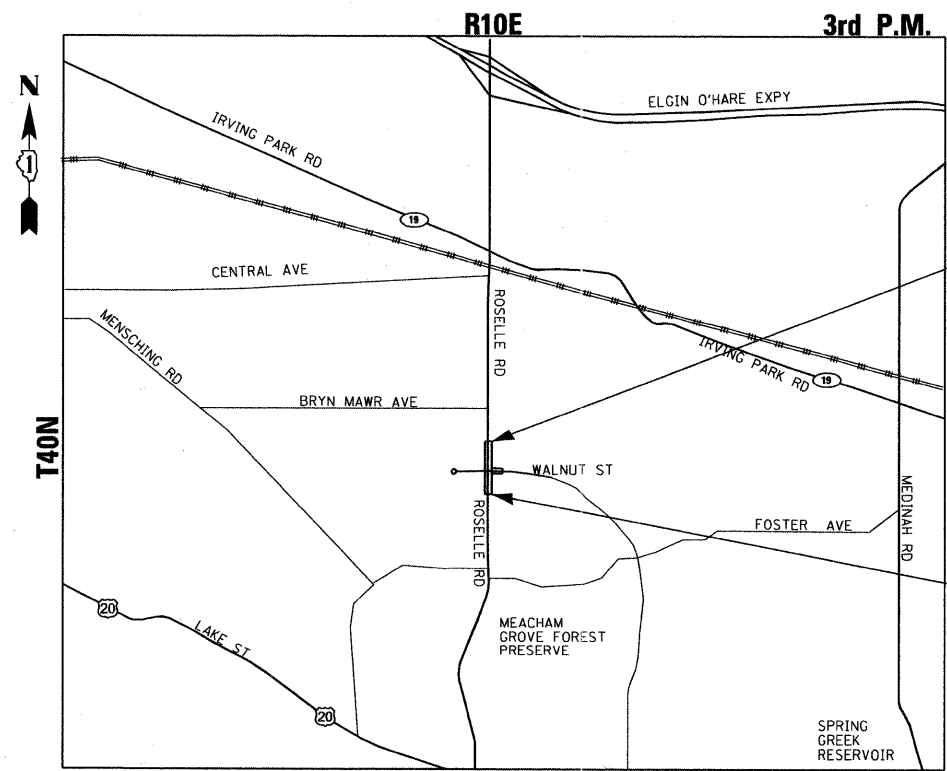 R10E
3rd P.M.
N
1
ELGIN O'HARE EXPY
IRVING PARK RD
19
CENTRAL AVE
ROSELLE RD
MENSCHING RD
IRVING PARK RD
19
BRYN MAWR AVE
T40N
WALNUT ST
MEDINAH RD
ROSELLE RD
FOSTER AVE
20
LAKE ST
MEACHAM
GROVE FOREST
PRESERVE
20
SPRING
GREEK
RESERVOIR